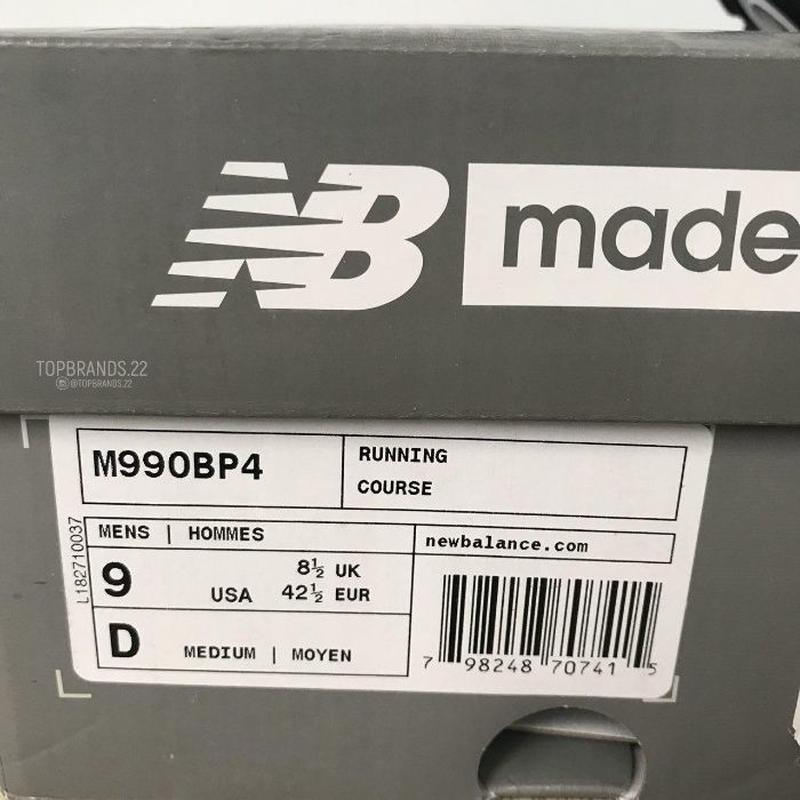 NB made
TOPBRANDS.22
@TOPBRANDS.22
M990BP4
RUNNING
COURSE
L182710037
MENS | HOMMES
newbalance.com
9 USA
8½ UK
42½ EUR
D MEDIUM | MOYEN
7 98248 70741 5